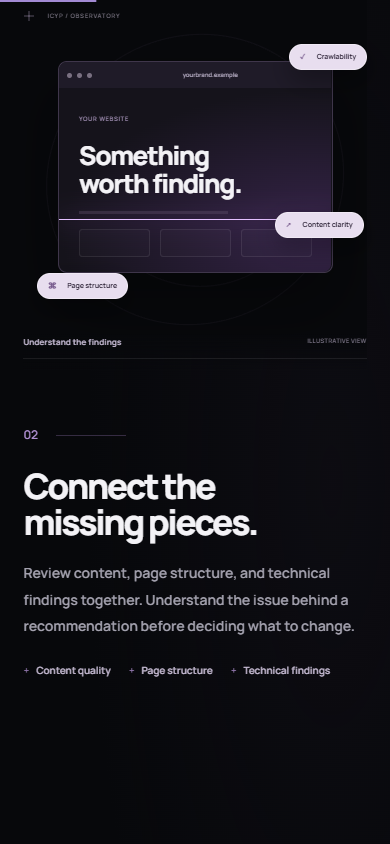 ICYP / OBSERVATORY
Crawlability
yourbrand.example
YOUR WEBSITE
Something
worth finding.
Content clarity
Page structure
Understand the findings
ILLUSTRATIVE VIEW
02
Connect the
missing pieces.
Review content, page structure, and technical
findings together. Understand the issue behind a
recommendation before deciding what to change.
+ Content quality + Page structure + Technical findings